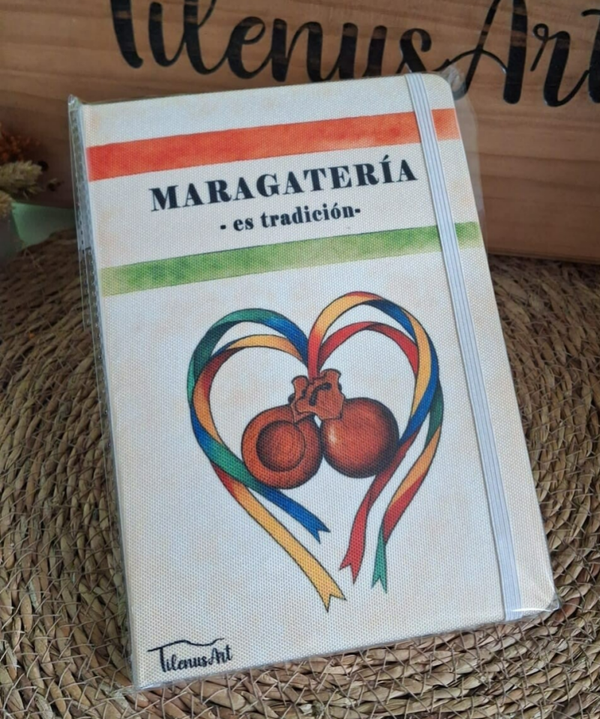 TilenusArt
MARAGATERÍA
- es tradición-
TilenusArt